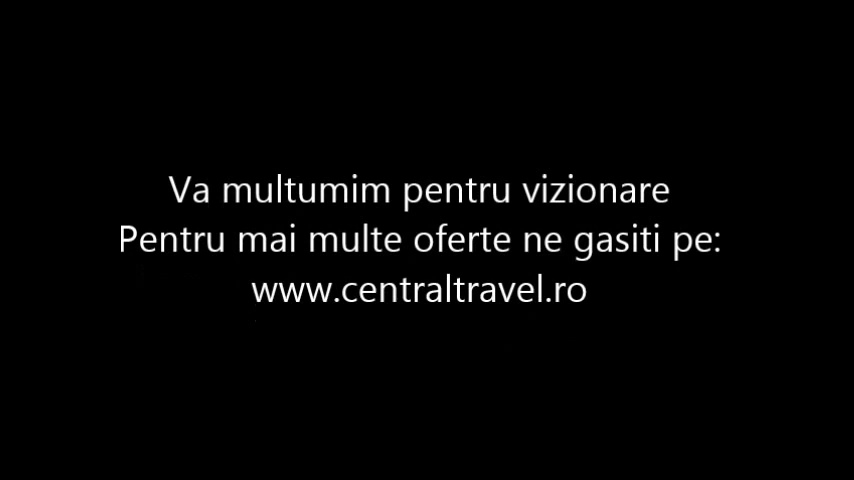 Va multumim pentru vizionare
Pentru mai multe oferte ne gasiti pe:
www.centraltravel.ro